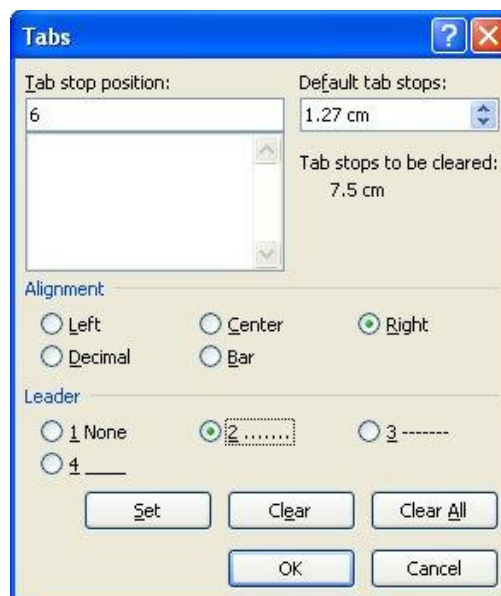 Tabs
Tab stop position: Default tab stops:
6 1.27 cm
Tab stops to be cleared:
7.5 cm
Alignment
Left Center Right
Decimal Bar
Leader
1 None 2 ....... 3 -------
4 ____
Set Clear Clear All
OK Cancel